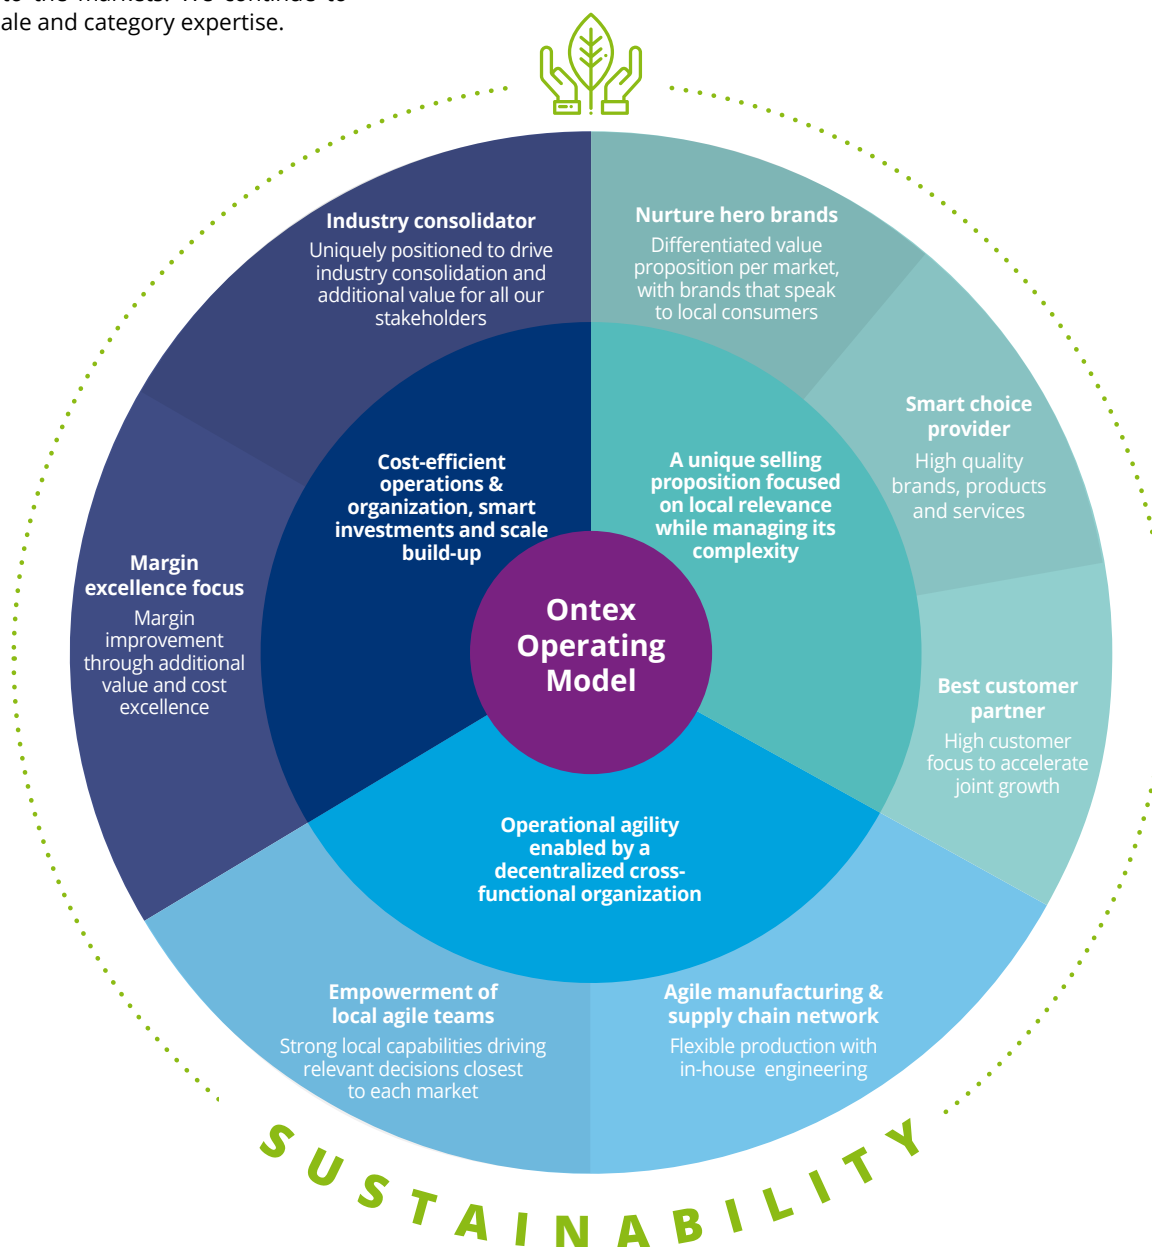 to the markets. We continue to
ale and category expertise.
Industry consolidator
Uniquely positioned to drive
industry consolidation and
additional value for all our
stakeholders
Nurture hero brands
Differentiated value
proposition per market,
with brands that speak
to local consumers
Smart choice
provider
High quality
brands, products
and services
Cost-efficient
operations &
organization, smart
investments and scale
build-up
A unique selling
proposition focused
on local relevance
while managing its
complexity
Margin
excellence focus
Margin
improvement
through additional
value and cost
excellence
Ontex
Operating
Model
Best customer
partner
High customer
focus to accelerate
joint growth
Operational agility
enabled by a
decentralized cross-
functional organization
Empowerment of
local agile teams
Strong local capabilities driving
relevant decisions closest
to each market
Agile manufacturing &
supply chain network
Flexible production with
in-house engineering
SUSTAINABILITY